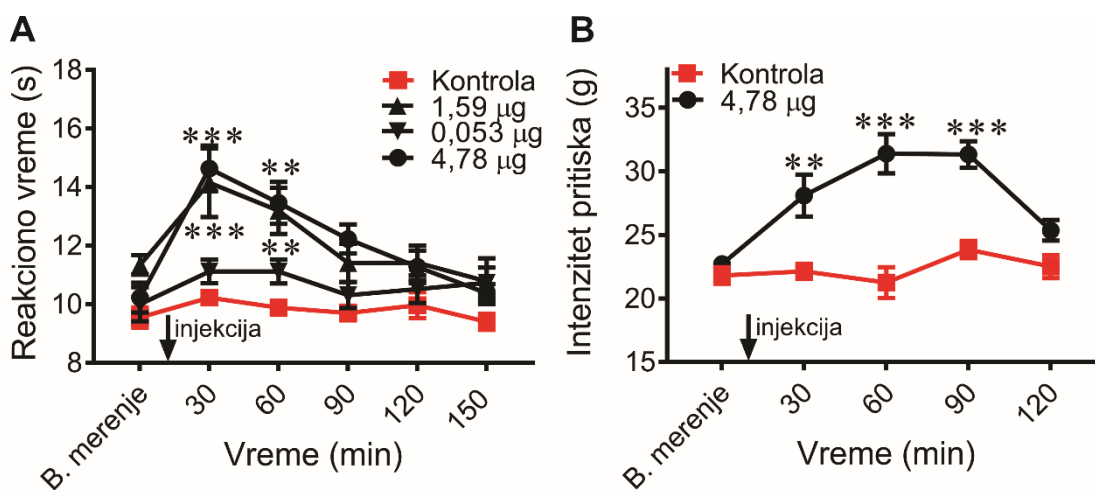 A
Reakciono vreme (s)
18
16
14
12
10
8
Kontrola
1,59 µg
0,053 µg
4,78 µg
***
**
***
**
injekcija
B. merenje
30
60
90
120
150
Vreme (min)
B
Intenzitet pritiska (g)
35
30
25
20
15
Kontrola
4,78 µg
**
***
***
injekcija
B. merenje
30
60
90
120
Vreme (min)